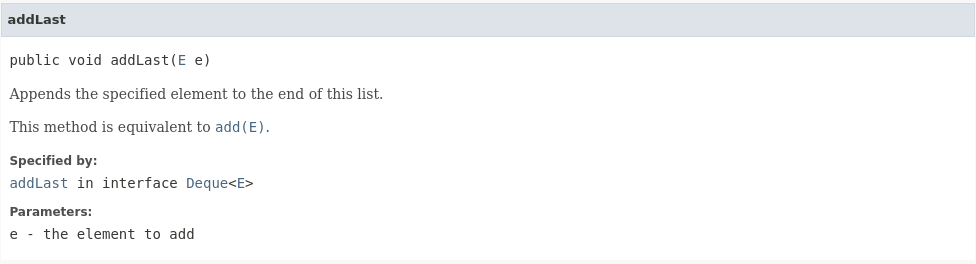 addLast
public void addLast(E e)
Appends the specified element to the end of this list.
This method is equivalent to add(E).
Specified by:
addLast in interface Deque<E>
Parameters:
e - the element to add